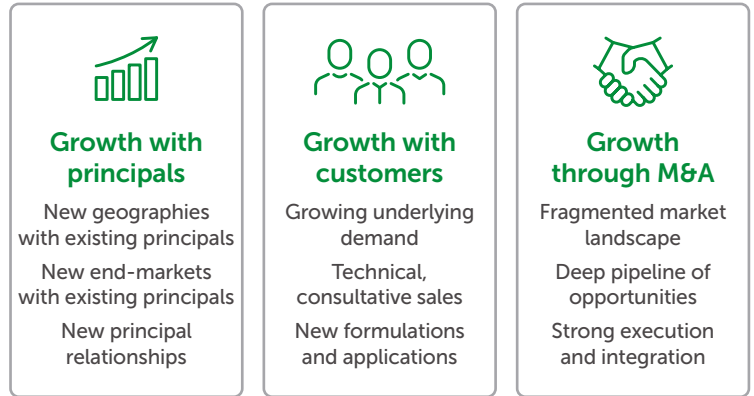 Growth with
principals
New geographies
with existing principals
New end-markets
with existing principals
New principal
relationships
Growth with
customers
Growing underlying
demand
Technical,
consultative sales
New formulations
and applications
Growth
through M&A
Fragmented market
landscape
Deep pipeline of
opportunities
Strong execution
and integration